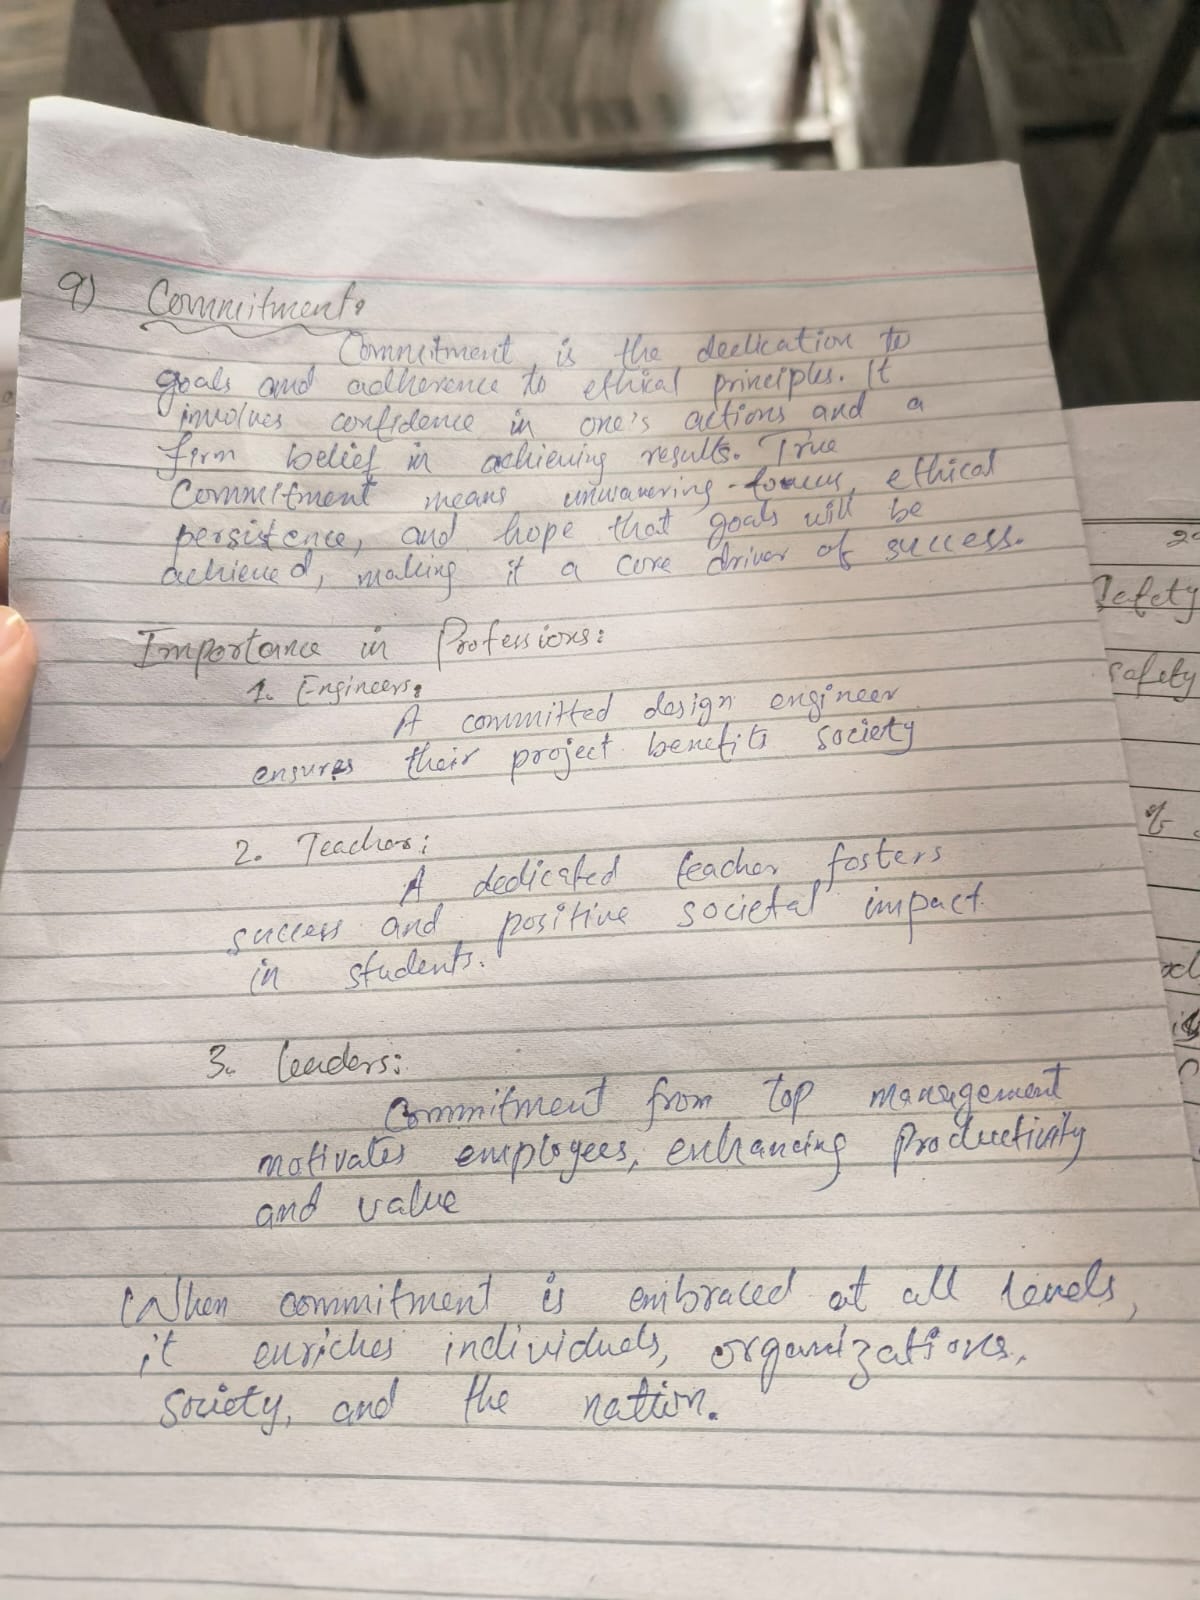 9) Commitment:
Commitment is the dedication to
goals and adherence to ethical principles. It
involves confidence in one's actions and a
firm belief in achieving results. True
Commitment means unwavering-focus, ethical
persistence, and hope that goals will be
achieved, making it a core driver of success.
Importance in Professions:
1. Engineers:
A committed design engineer
ensures their project benefits society
2. Teacher:
A dedicated teacher fosters
success and positive societal impact
in students.
3. Leaders:
Commitment from top management
motivates employees, enhancing Productivity
and value
When commitment is embraced at all levels,
it enriches individuals, organizations,
Society, and the nation.
Safety
safety
of